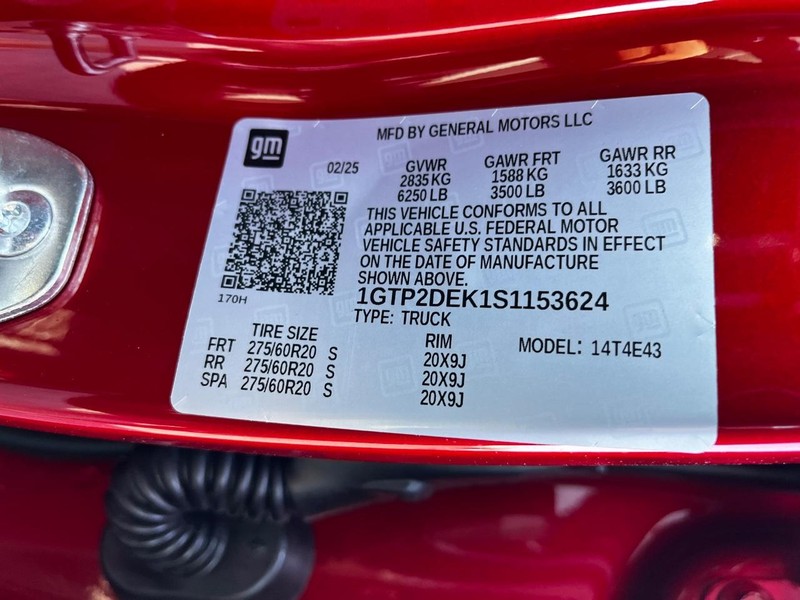 MFD BY GENERAL MOTORS LLC
gm
02/25
GVWR GAWR FRT GAWR RR
2835 KG 1588 KG 1633 KG
6250 LB 3500 LB 3600 LB
THIS VEHICLE CONFORMS TO ALL
APPLICABLE U.S. FEDERAL MOTOR
VEHICLE SAFETY STANDARDS IN EFFECT
ON THE DATE OF MANUFACTURE
SHOWN ABOVE.
170H
1GTP2DEK1S1153624
TYPE: TRUCK
TIRE SIZE RIM MODEL: 14T4E43
FRT 275/60R20 S 20X9J
RR 275/60R20 S 20X9J
SPA 275/60R20 S 20X9J